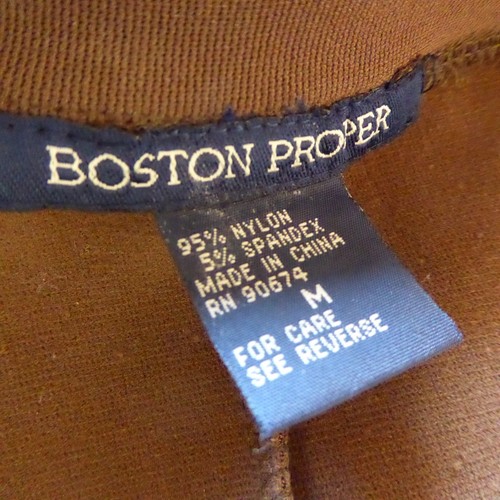 BOSTON PROPER
95% NYLON
5% SPANDEX
MADE IN CHINA
RN 90674
M
FOR CARE
SEE REVERSE